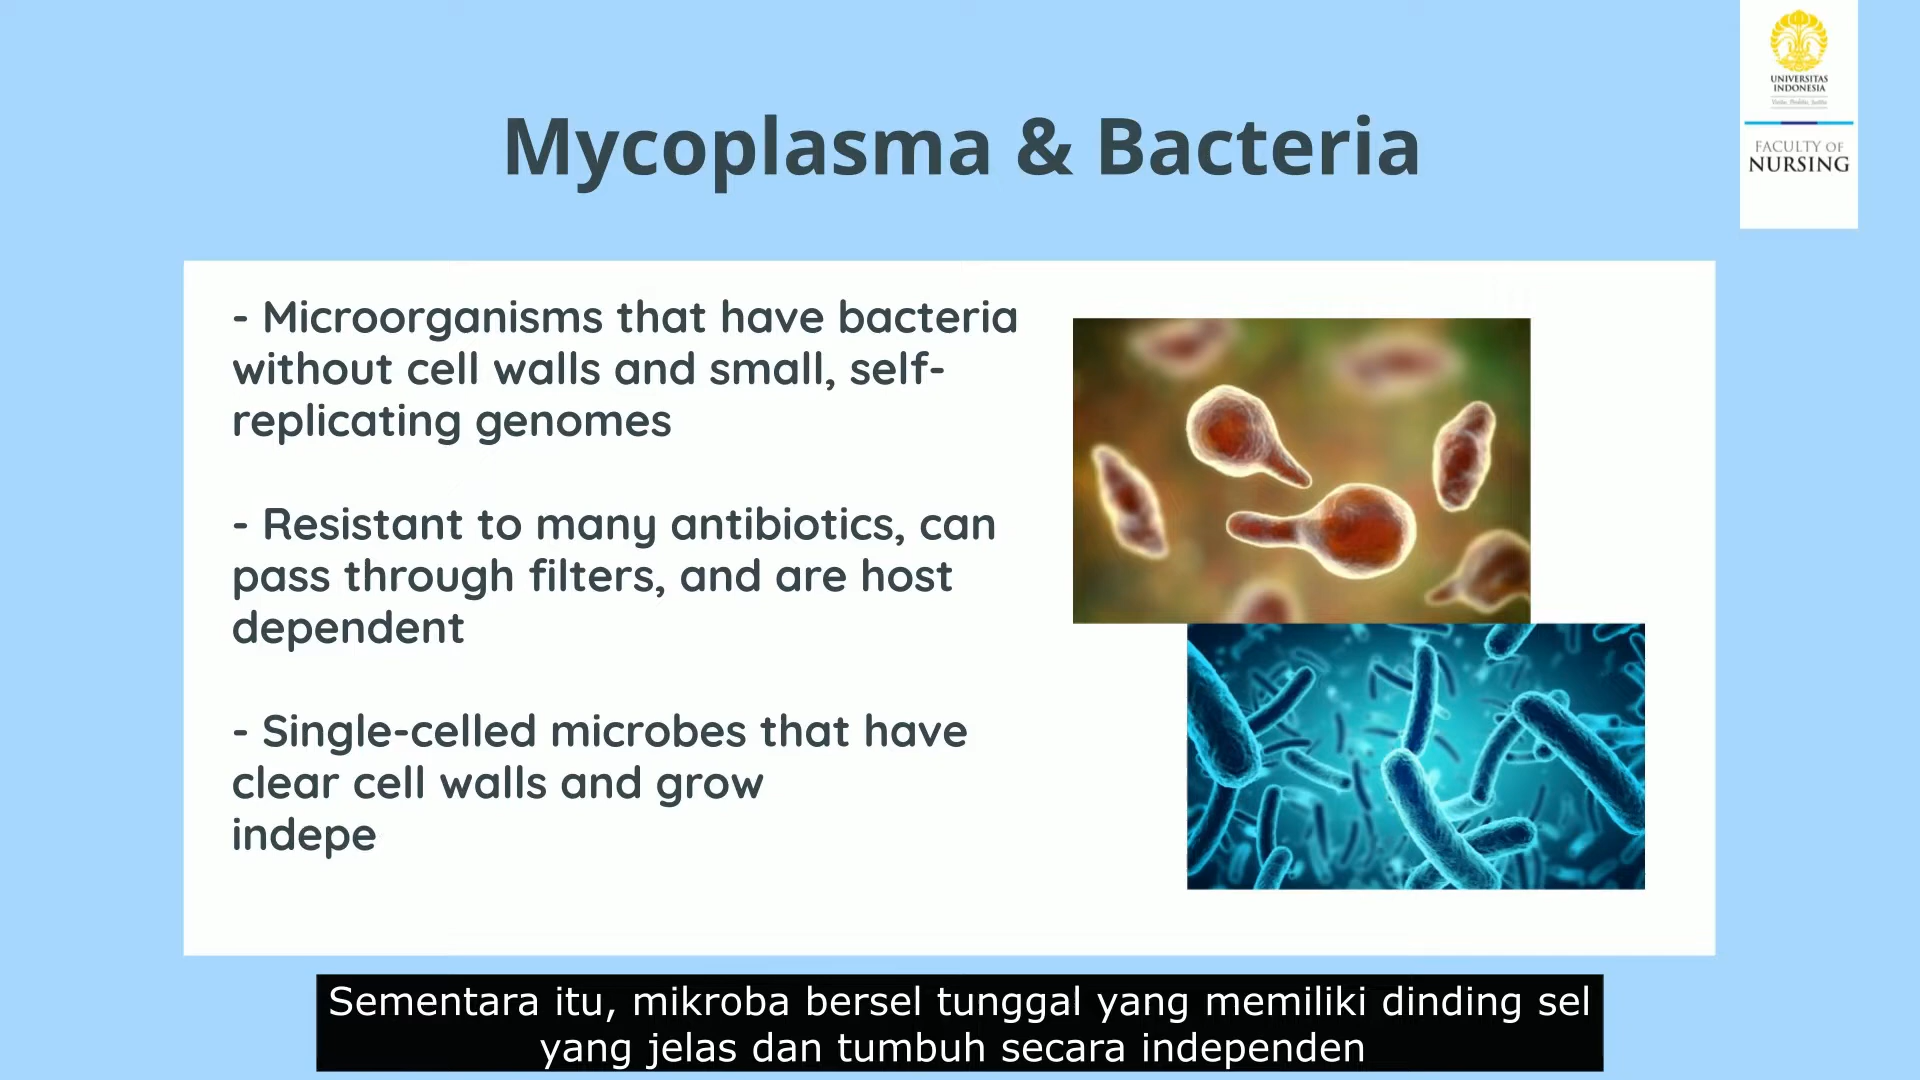 UNIVERSITAS
INDONESIA
Veritas, Probitas, Iustitia
FACULTY OF
NURSING
Mycoplasma & Bacteria
- Microorganisms that have bacteria
without cell walls and small, self-
replicating genomes
- Resistant to many antibiotics, can
pass through filters, and are host
dependent
- Single-celled microbes that have
clear cell walls and grow
indepe
Sementara itu, mikroba bersel tunggal yang memiliki dinding sel
yang jelas dan tumbuh secara independen